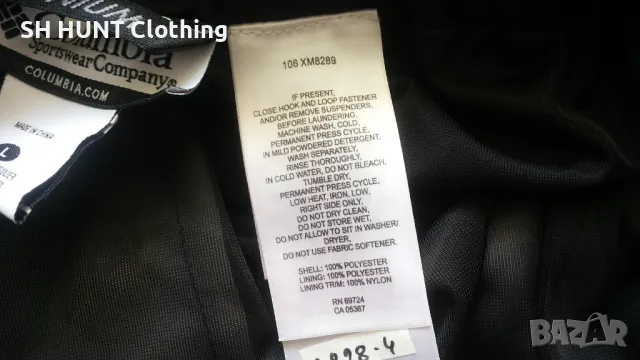 SH HUNT Clothing
NIUM
Columbia
Sportswear Company
COLUMBIA.COM
MADE IN CHINA
L
106 XM8289
IF PRESENT,
CLOSE HOOK AND LOOP FASTENER
AND/OR REMOVE SUSPENDERS,
BEFORE LAUNDERING,
MACHINE WASH, COLD,
PERMANENT PRESS CYCLE,
IN MILD POWDERED DETERGENT,
WASH SEPARATELY,
RINSE THOROUGHLY,
IN COLD WATER, DO NOT BLEACH,
TUMBLE DRY,
PERMANENT PRESS CYCLE,
LOW HEAT, IRON, LOW,
RIGHT SIDE ONLY,
DO NOT DRY CLEAN,
DO NOT STORE WET,
DO NOT ALLOW TO SIT IN WASHER/
DRYER,
DO NOT USE FABRIC SOFTENER.
SHELL: 100% POLYESTER
LINING: 100% POLYESTER
LINING TRIM: 100% NYLON
RN 69724
CA 05367
98-4
BAZAR